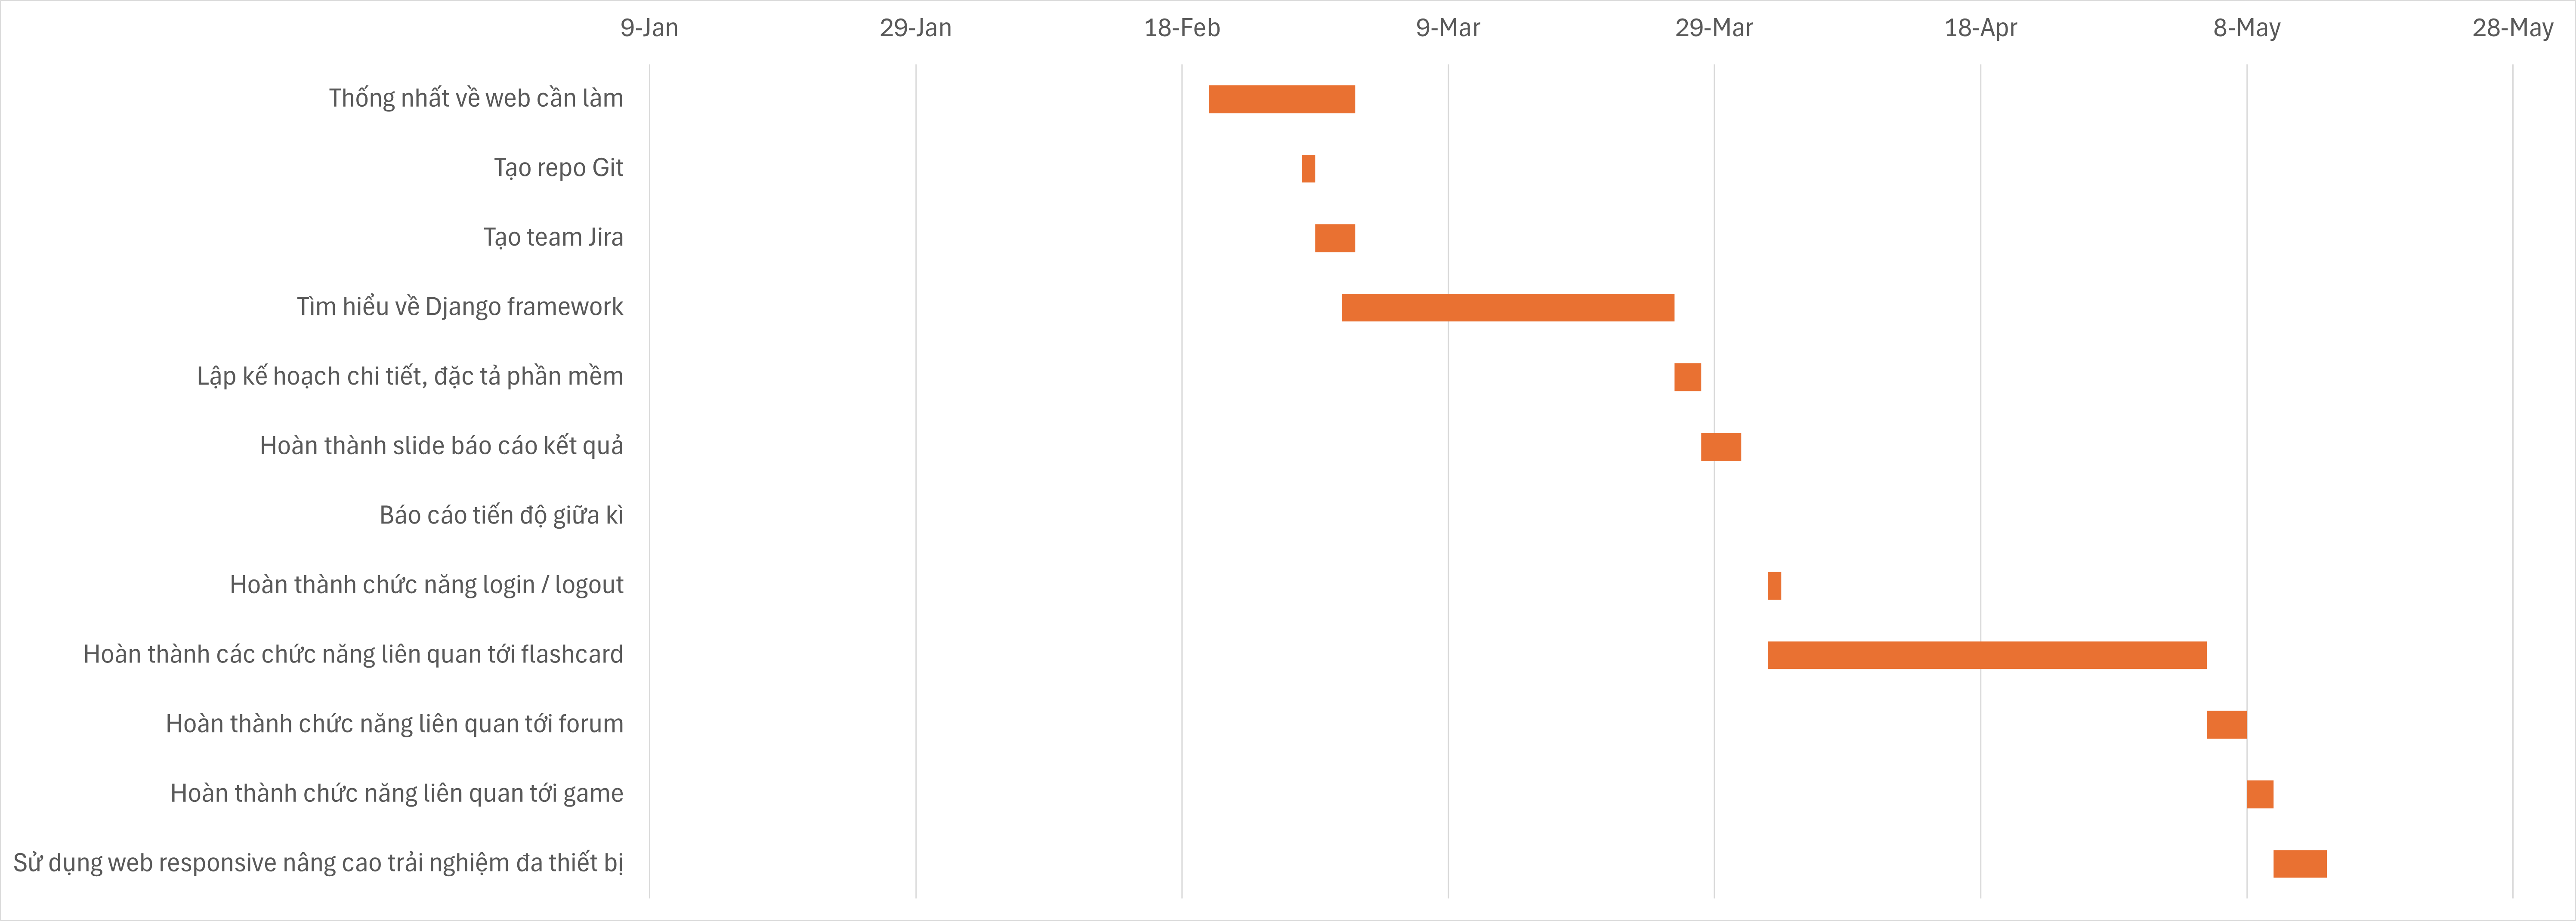 9-Jan 29-Jan 18-Feb 9-Mar 29-Mar 18-Apr 8-May 28-May
Thống nhất về web cần làm
Tạo repo Git
Tạo team Jira
Tìm hiểu về Django framework
Lập kế hoạch chi tiết, đặc tả phần mềm
Hoàn thành slide báo cáo kết quả
Báo cáo tiến độ giữa kì
Hoàn thành chức năng login / logout
Hoàn thành các chức năng liên quan tới flashcard
Hoàn thành chức năng liên quan tới forum
Hoàn thành chức năng liên quan tới game
Sử dụng web responsive nâng cao trải nghiệm đa thiết bị